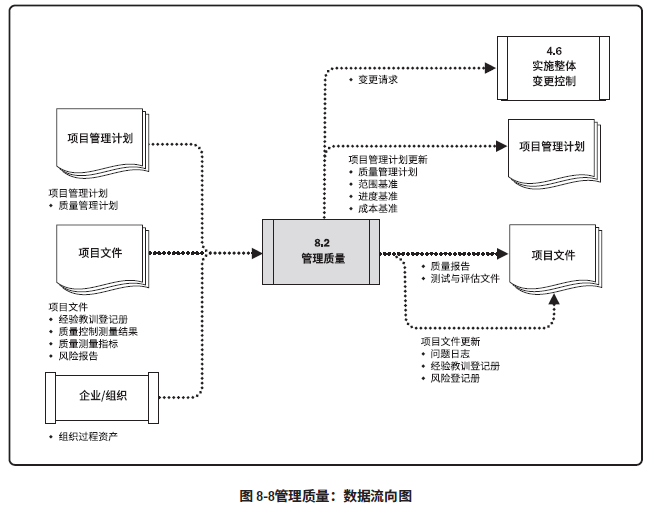 项目管理计划
项目管理计划
• 质量管理计划
项目文件
项目文件
• 经验教训登记册
• 质量控制测量结果
• 质量测量指标
• 风险报告
企业/组织
• 组织过程资产
8.2
管理质量
• 变更请求
4.6
实施整体
变更控制
项目管理计划更新
• 质量管理计划
• 范围基准
• 进度基准
• 成本基准
项目管理计划
• 质量报告
• 测试与评估文件
项目文件
项目文件更新
• 问题日志
• 经验教训登记册
• 风险登记册
图 8-8管理质量：数据流向图